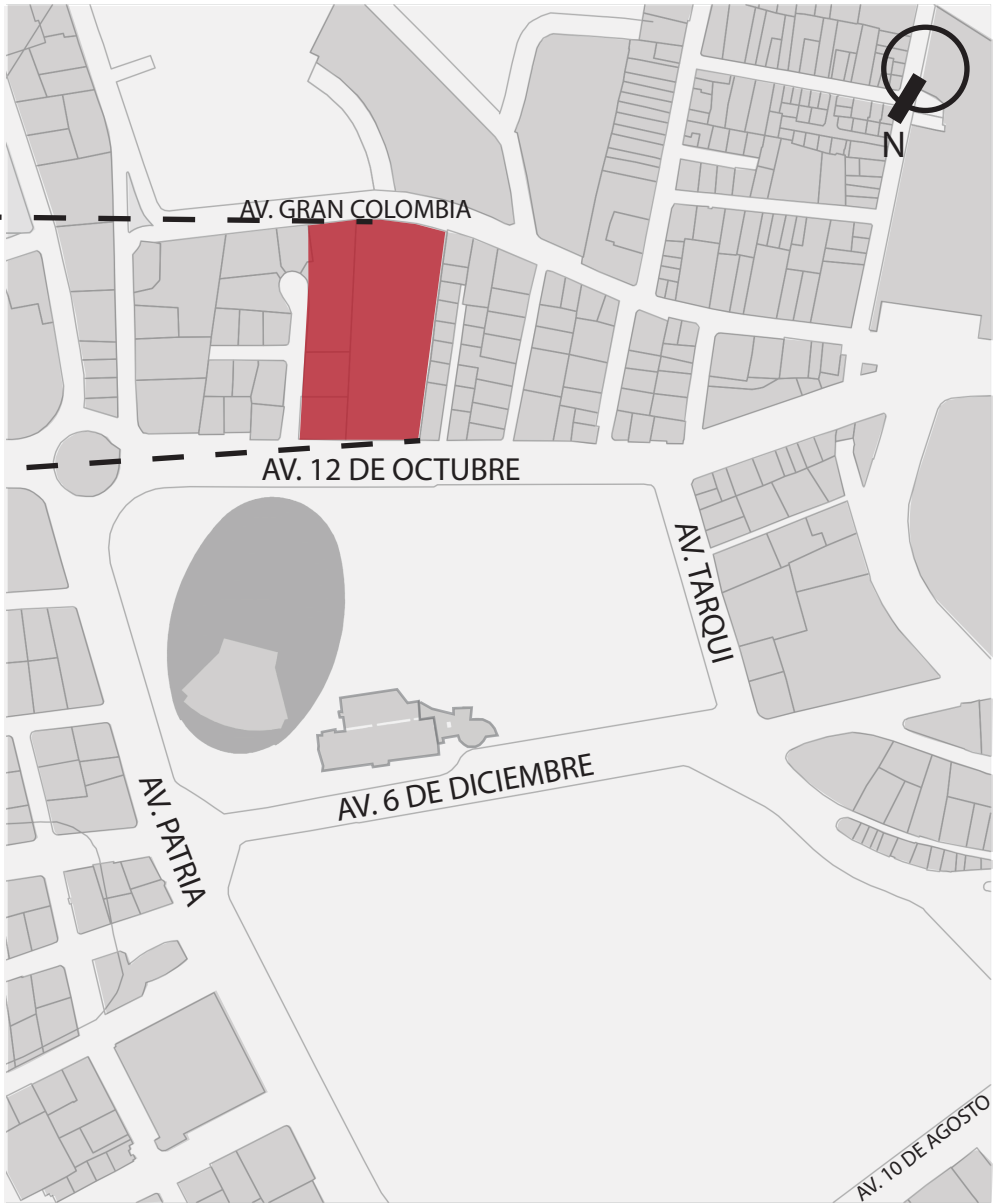 N
AV. GRAN COLOMBIA
AV. 12 DE OCTUBRE
AV. TARQUI
AV. 6 DE DICIEMBRE
AV. PATRIA
AV. 10 DE AGOSTO